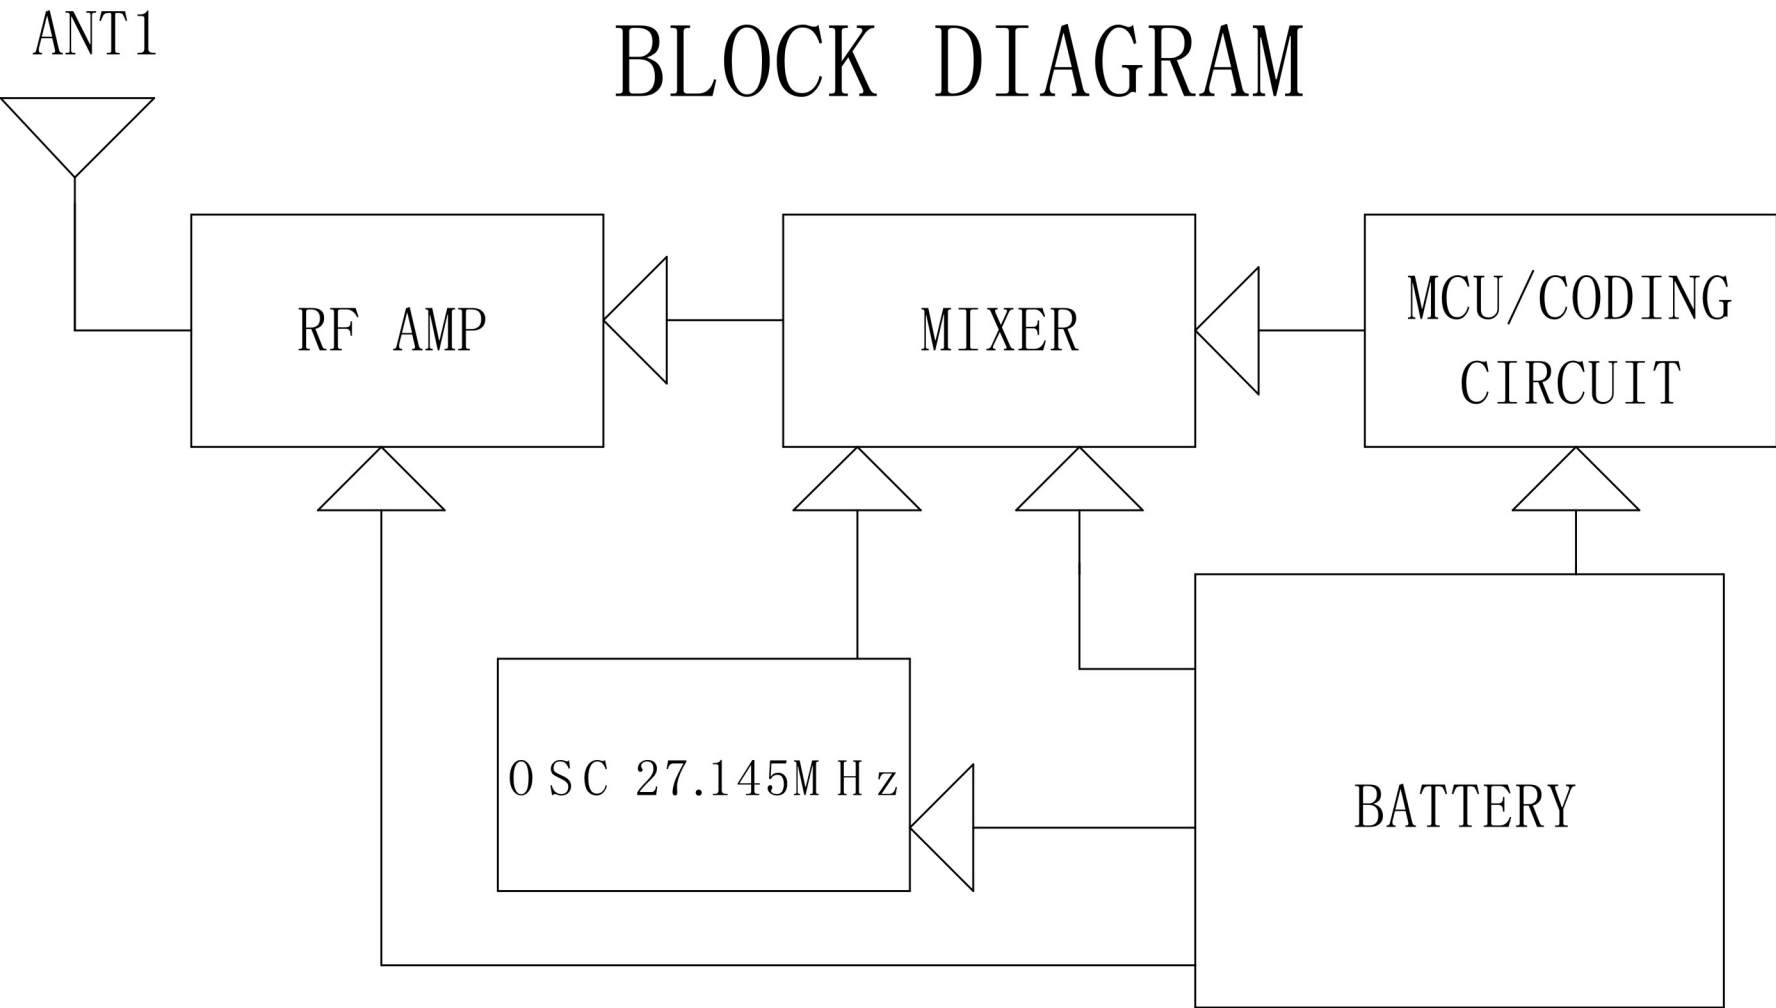 ANT1
BLOCK DIAGRAM
RF AMP
MIXER
MCU/CODING
CIRCUIT
OSC 27.145MHz
BATTERY